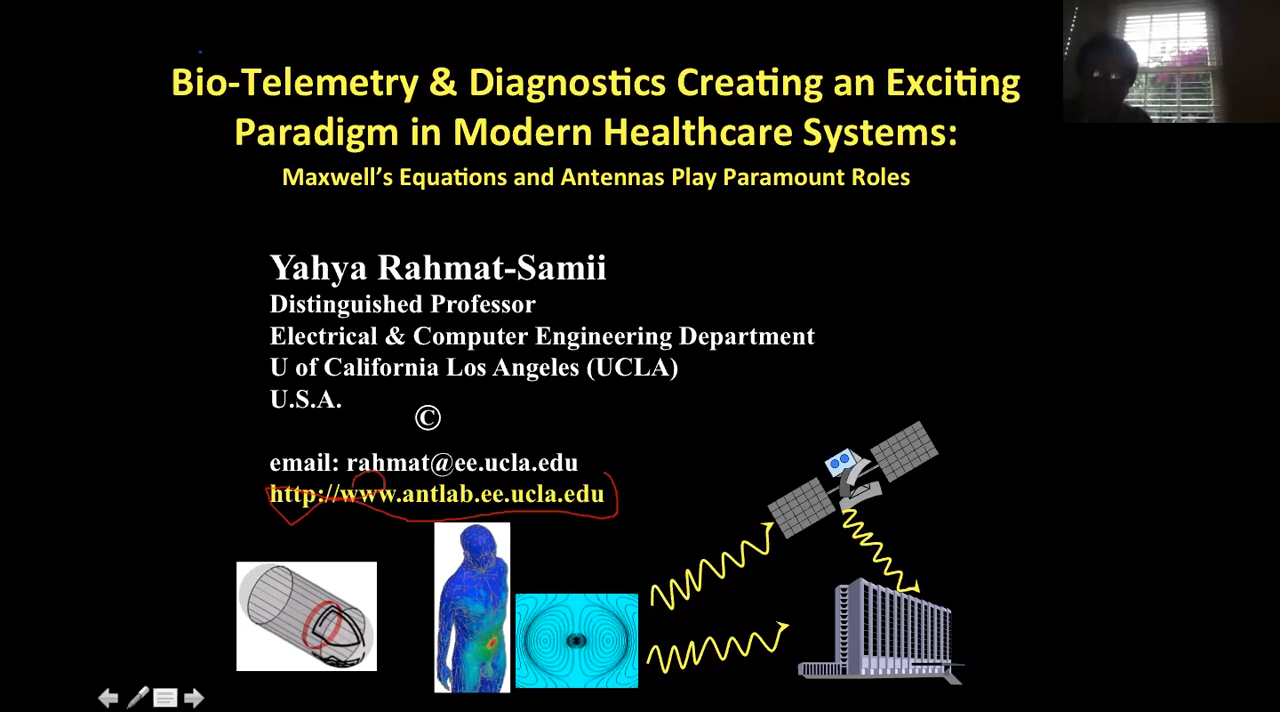 Bio-Telemetry & Diagnostics Creating an Exciting
Paradigm in Modern Healthcare Systems:
Maxwell's Equations and Antennas Play Paramount Roles
Yahya Rahmat-Samii
Distinguished Professor
Electrical & Computer Engineering Department
U of California Los Angeles (UCLA)
U.S.A.
©
email: rahmat@ee.ucla.edu
http://www.antlab.ee.ucla.edu